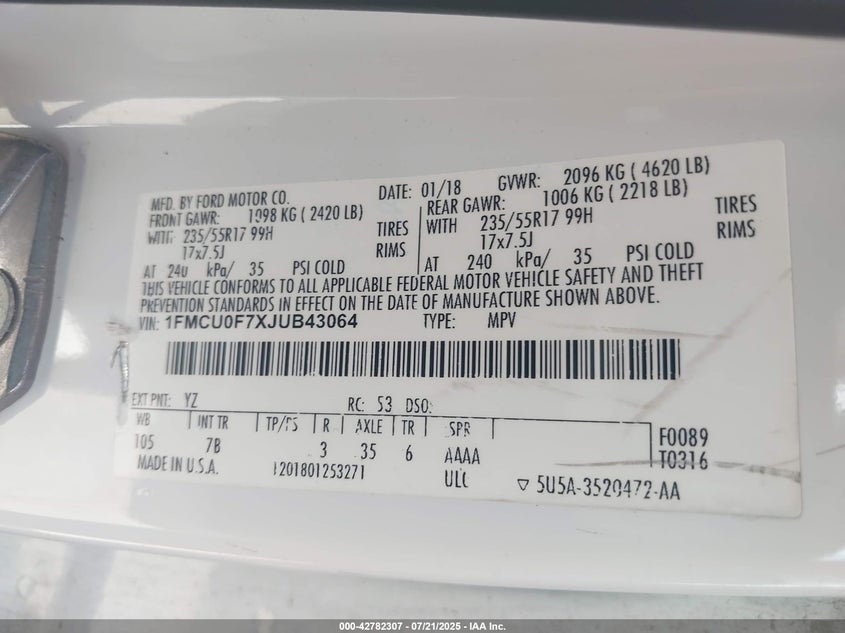 MFD. BY FORD MOTOR CO.
DATE: 01/18 GVWR: 2096 KG ( 4620 LB)
FRONT GAWR: 1098 KG ( 2420 LB)
REAR GAWR: 1006 KG ( 2218 LB)
WITH 235/55R17 99H TIRES
WITH 235/55R17 99H TIRES
17x7.5J RIMS
17x7.5J RIMS
AT 240 kPa/ 35 PSI COLD
AT 240 kPa/ 35 PSI COLD
THIS VEHICLE CONFORMS TO ALL APPLICABLE FEDERAL MOTOR VEHICLE SAFETY AND THEFT
PREVENTION STANDARDS IN EFFECT ON THE DATE OF MANUFACTURE SHOWN ABOVE.
VIN: 1FMCU0F7XJUB43064 TYPE: MPV
EXT PNT: YZ RC: 53 DSO:
WB INT TR TP/PS R AXLE TR SPR
105 7B 3 35 6 AAAA
F0089
T0316
MADE IN U.S.A. 201801253271 ULC
5U5A-3520472-AA
000-42782307 - 07/21/2025 - IAA Inc.